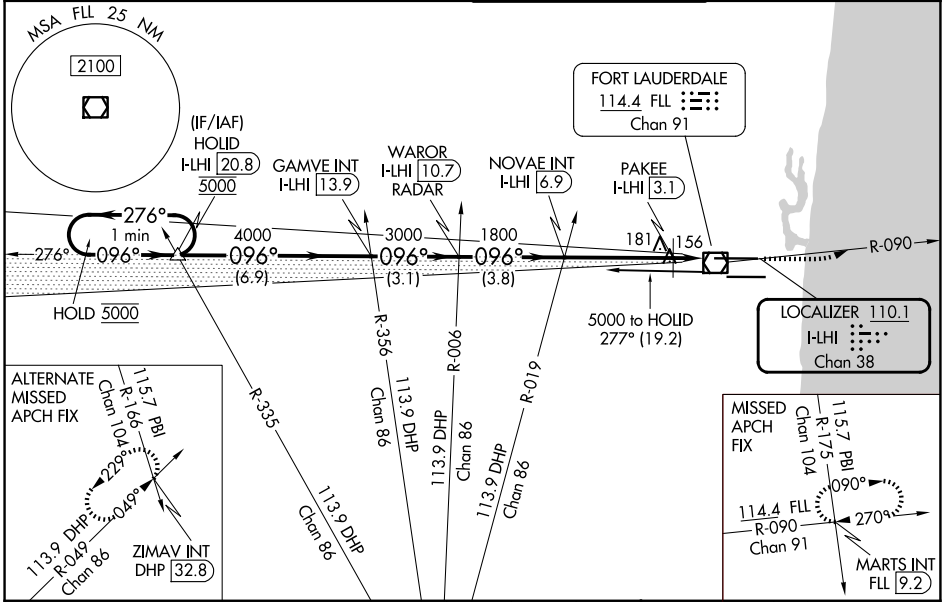 MSA FLL 25 NM
2100
(IF/IAF)
HOLID
I-LHI 20.8
5000
GAMVE INT
I-LHI 13.9
WAROR
I-LHI 10.7
RADAR
NOVAE INT
I-LHI 6.9
FORT LAUDERDALE
114.4 FLL
Chan 91
PAKEE
I-LHI 3.1
276°
1 min
276°
096°
4000
096°
(6.9)
3000
096°
(3.1)
1800
096°
(3.8)
181
156
R-090
HOLD 5000
5000 to HOLID
277° (19.2)
LOCALIZER 110.1
I-LHI
Chan 38
R-335
113.9 DHP
Chan 86
R-356
113.9 DHP
Chan 86
R-006
113.9 DHP
Chan 86
R-019
113.9 DHP
Chan 86
ALTERNATE
MISSED
APCH FIX
115.7 PBI
R-166
Chan 104
229°
049°
113.9 DHP
R-049
Chan 86
ZIMAV INT
DHP 32.8
MISSED
APCH
FIX
115.7 PBI
R-175
Chan 104
090°
270°
114.4 FLL
R-090
Chan 91
MARTS INT
FLL 9.2